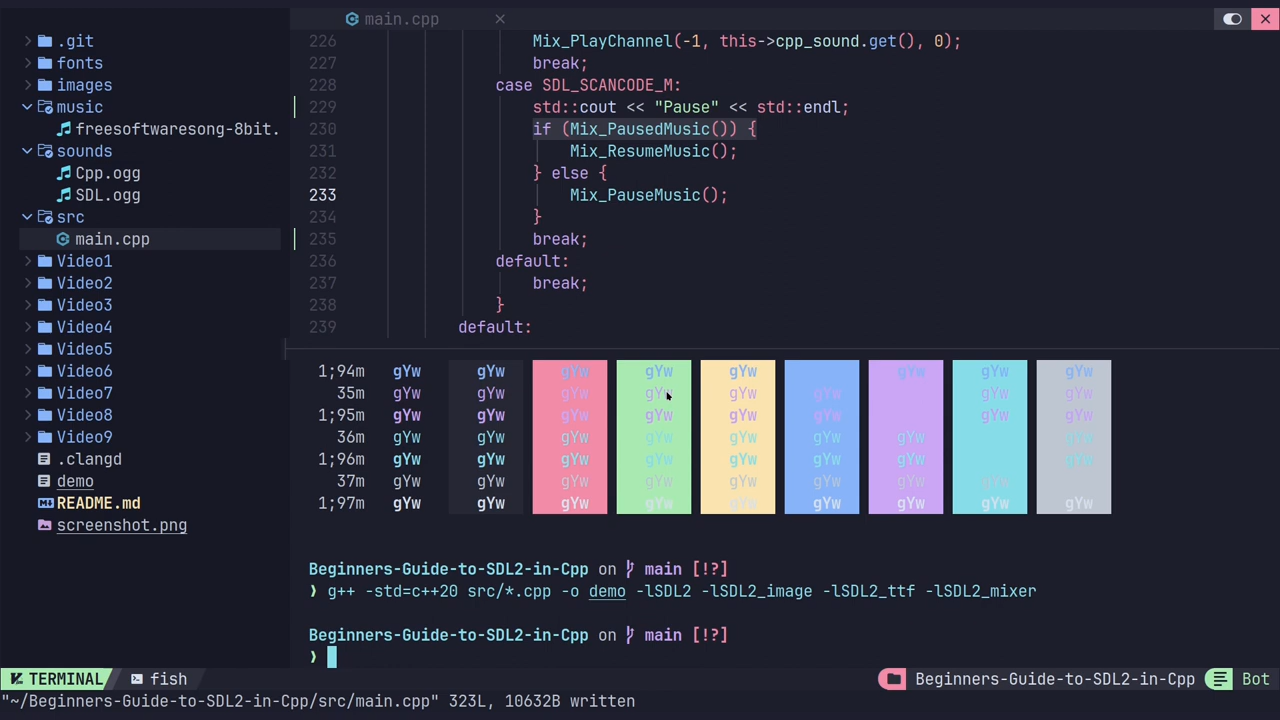 main.cpp
.git
fonts
images
music
freesoftwaresong-8bit.
sounds
Cpp.ogg
SDL.ogg
src
main.cpp
Video1
Video2
Video3
Video4
Video5
Video6
Video7
Video8
Video9
.clangd
demo
README.md
screenshot.png
226 Mix_PlayChannel(-1, this->cpp_sound.get(), 0);
227 break;
228 case SDL_SCANCODE_M:
229 std::cout << "Pause" << std::endl;
230 if (Mix_PausedMusic()) {
231 Mix_ResumeMusic();
232 } else {
233 Mix_PauseMusic();
234 }
235 break;
236 default:
237 break;
238 }
239 default:
1;94m gYw gYw gYw gYw gYw gYw gYw gYw
35m gYw gYw gYw gYw gYw gYw gYw gYw
1;95m gYw gYw gYw gYw gYw gYw gYw gYw
36m gYw gYw gYw gYw gYw gYw gYw gYw
1;96m gYw gYw gYw gYw gYw gYw gYw gYw
37m gYw gYw gYw gYw gYw gYw gYw gYw
1;97m gYw gYw gYw gYw gYw gYw gYw gYw gYw
Beginners-Guide-to-SDL2-in-Cpp on main [!?]
❯ g++ -std=c++20 src/*.cpp -o demo -lSDL2 -lSDL2_image -lSDL2_ttf -lSDL2_mixer
Beginners-Guide-to-SDL2-in-Cpp on main [!?]
❯
TERMINAL fish Beginners-Guide-to-SDL2-in-Cpp Bot
"~/Beginners-Guide-to-SDL2-in-Cpp/src/main.cpp" 323L, 10632B written